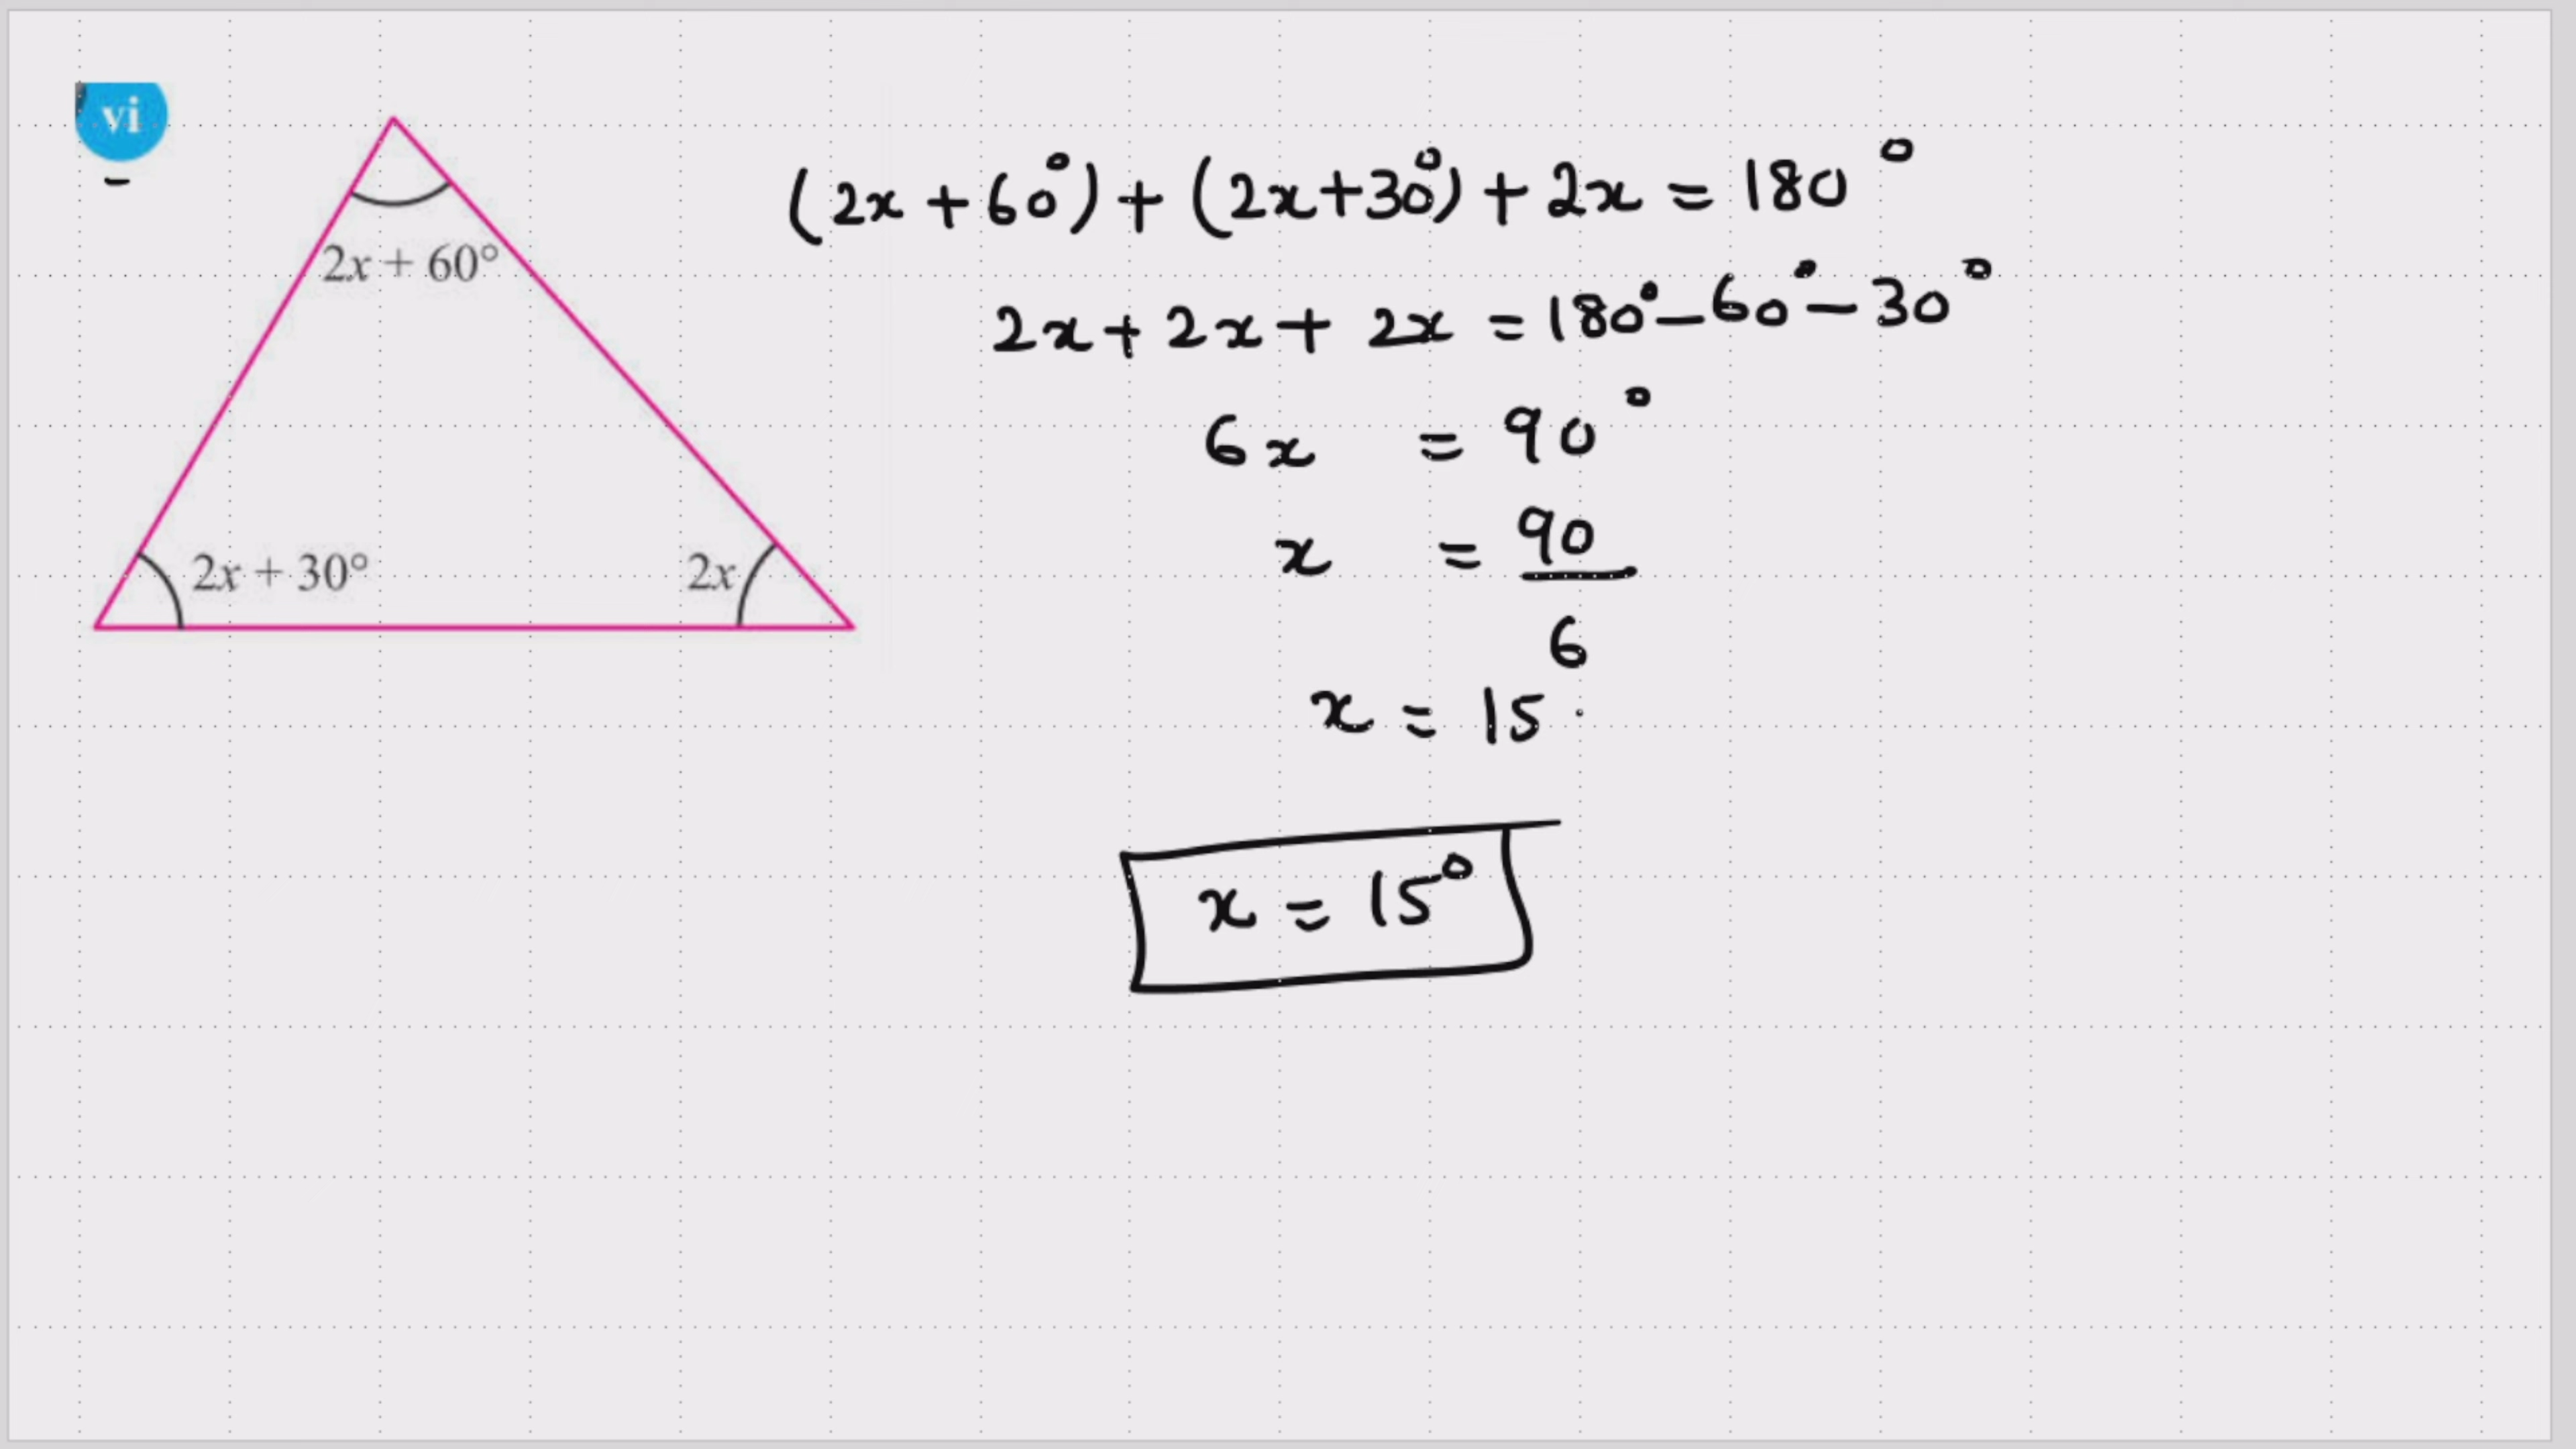 vi
2x + 60°
2x + 30°
2x
(2x + 60°) + (2x + 30°) + 2x = 180°
2x + 2x + 2x = 180° - 60° - 30°
6x = 90°
x = 90
6
x = 15
x = 15°